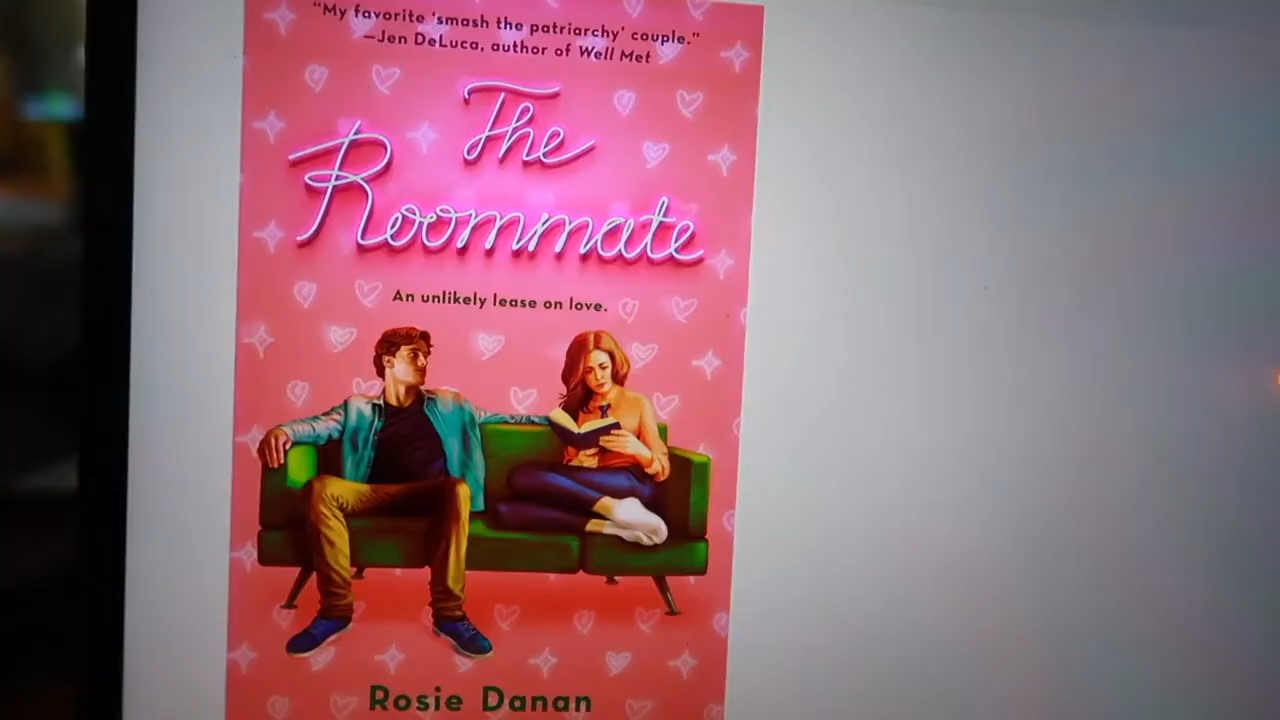 “My favorite ‘smash the patriarchy’ couple.”
—Jen DeLuca, author of Well Met
The
Roommate
An unlikely lease on love.
Rosie Danan